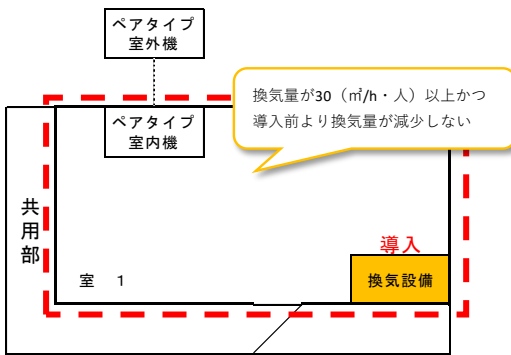 ペアタイプ
室外機
換気量が30（㎥/h・人）以上かつ
導入前より換気量が減少しない
ペアタイプ
室内機
共用部
導入
換気設備
室 1